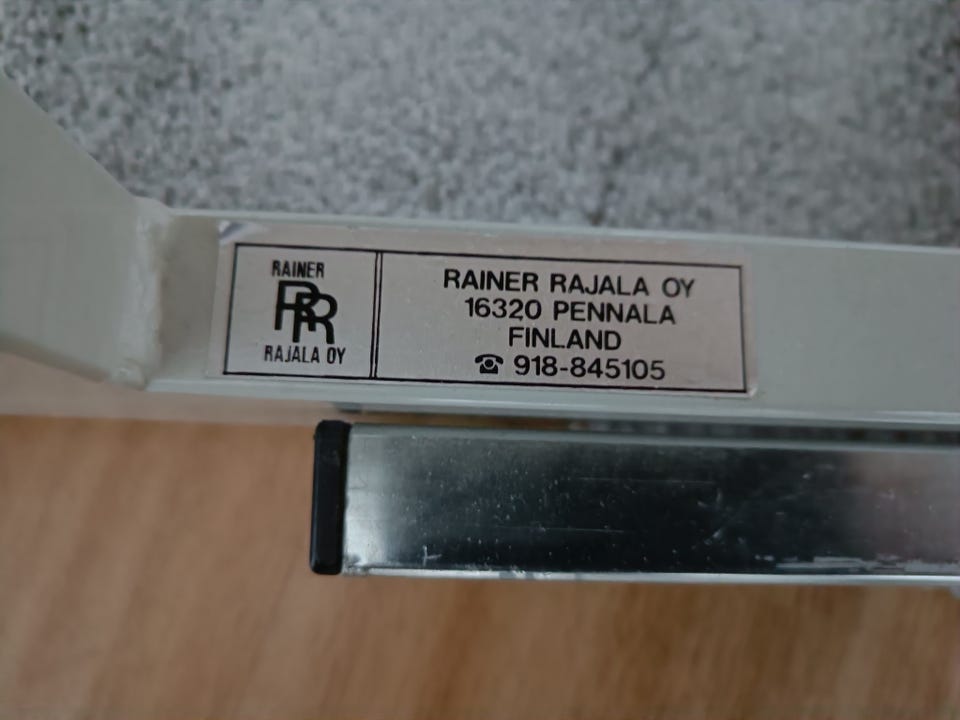 RAINER
RR
RAJALA OY
RAINER RAJALA OY
16320 PENNALA
FINLAND
☎ 918-845105